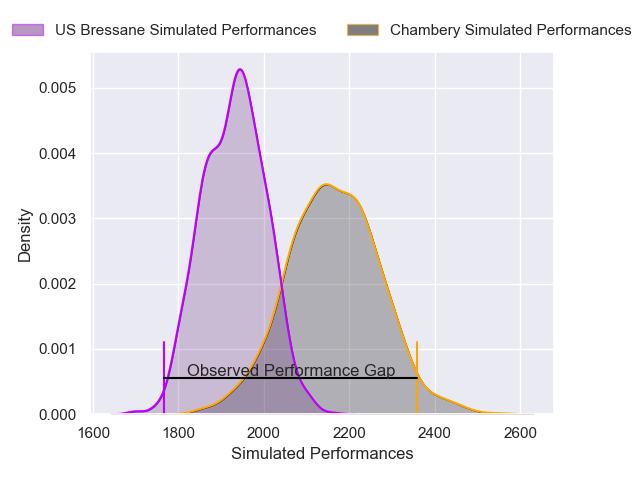 US Bressane Simulated Performances
Chambery Simulated Performances
Density
0.005
0.004
0.003
0.002
0.001
0.000
Observed Performance Gap
1600 1800 2000 2200 2400 2600
Simulated Performances